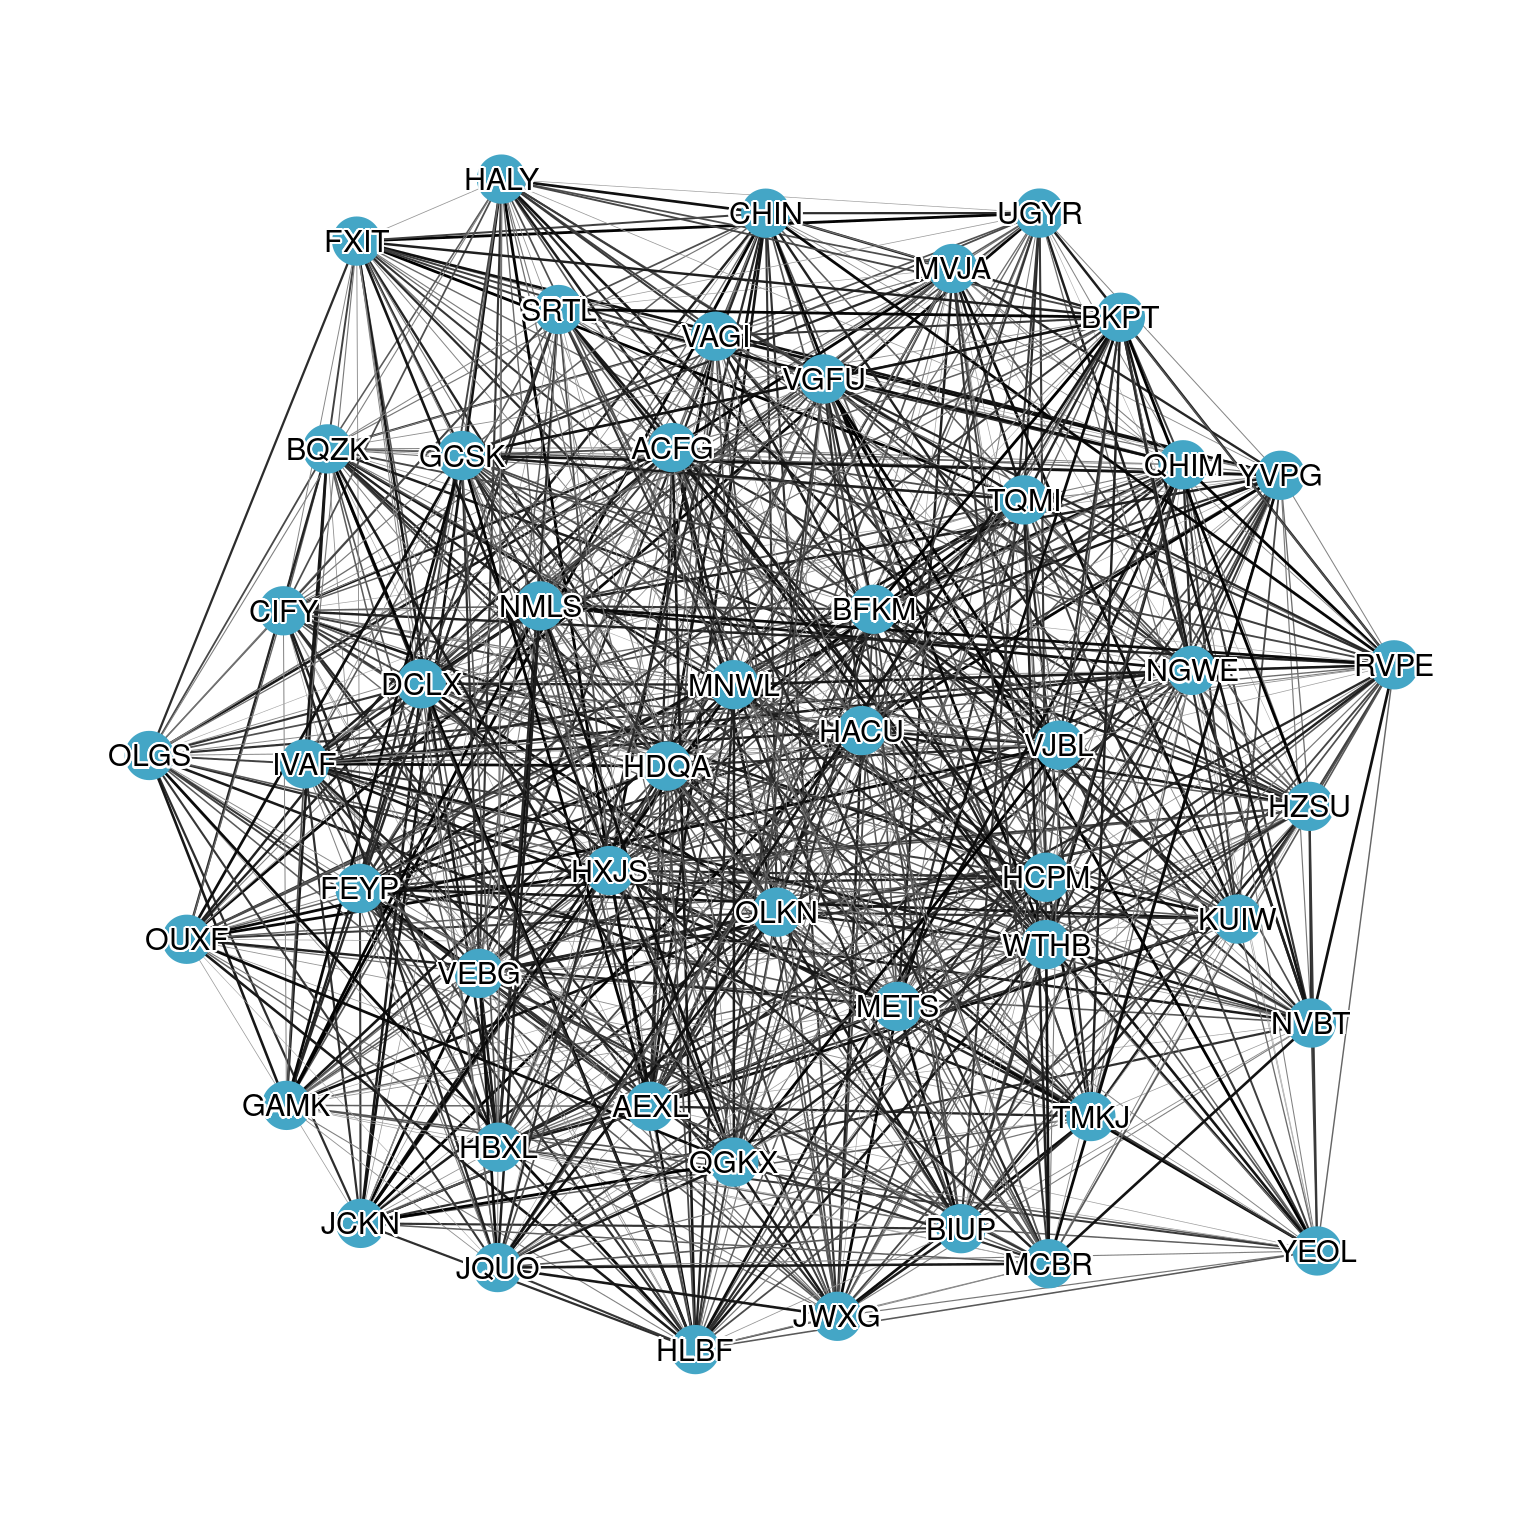 HALY
CHIN
UGYR
FXIT
MVJA
SRTL
BKPT
VAGI
VGFU
BQZK
GCSK
ACFG
QHIM
YVPG
TQMI
CIFY
NMLS
BFKM
RVPE
NGWE
DCLX
MNWL
HACU
VJBL
OLGS
IVAF
HDQA
HZSU
HXJS
HCPM
FEYP
OLKN
KUIW
OUXF
WTHB
VEBG
METS
NVBT
GAMK
AEXL
TMKJ
HBXL
QGKX
JCKN
BIUP
YEOL
JQUO
MCBR
JWXG
HLBF